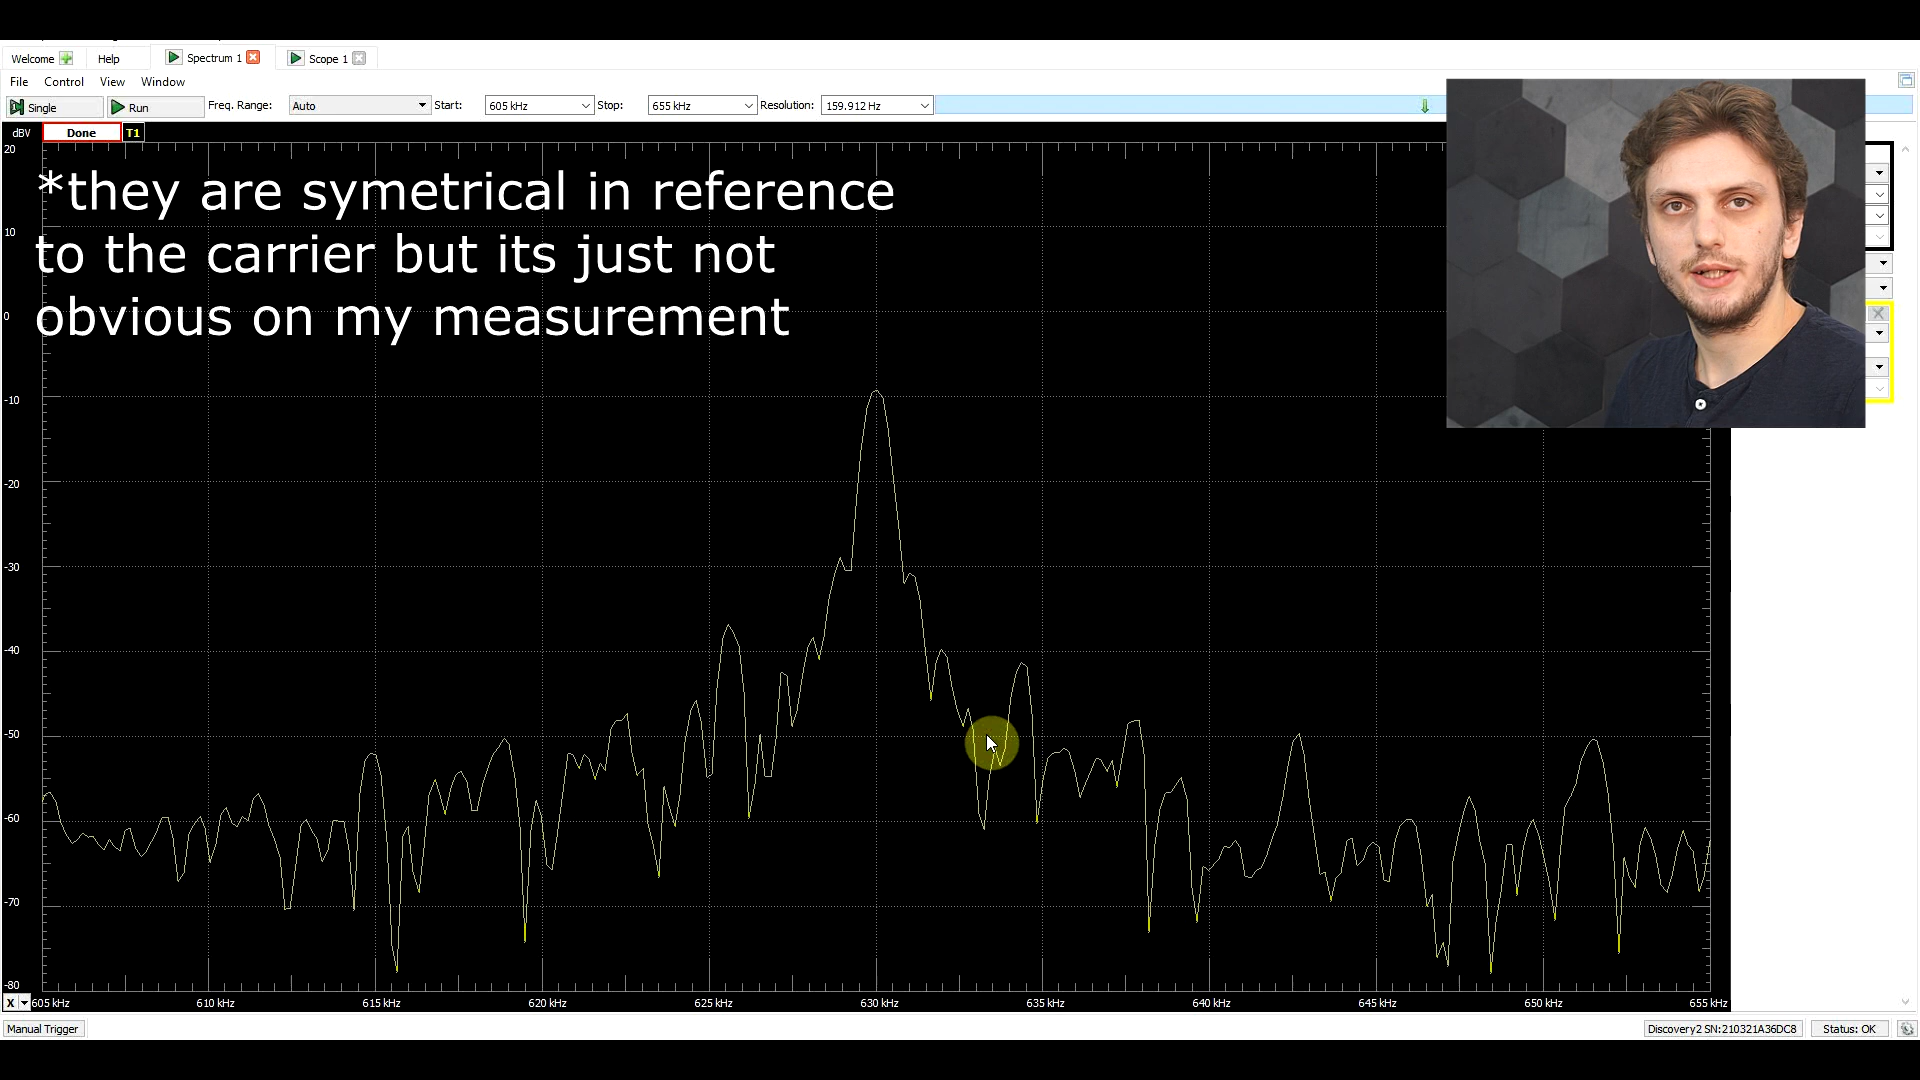 Welcome
Help
Spectrum 1
Scope 1
File Control View Window
Single
Run
Freq. Range: Auto
Start: 605 kHz
Stop: 655 kHz
Resolution: 159.912 Hz
dBV
Done
T1
*they are symetrical in reference
to the carrier but its just not
obvious on my measurement
20
10
0
-10
-20
-30
-40
-50
-60
-70
-80
X
605 kHz 610 kHz 615 kHz 620 kHz 625 kHz 630 kHz 635 kHz 640 kHz 645 kHz 650 kHz 655 kHz
Manual Trigger
Discovery2 SN:210321A36DC8
Status: OK